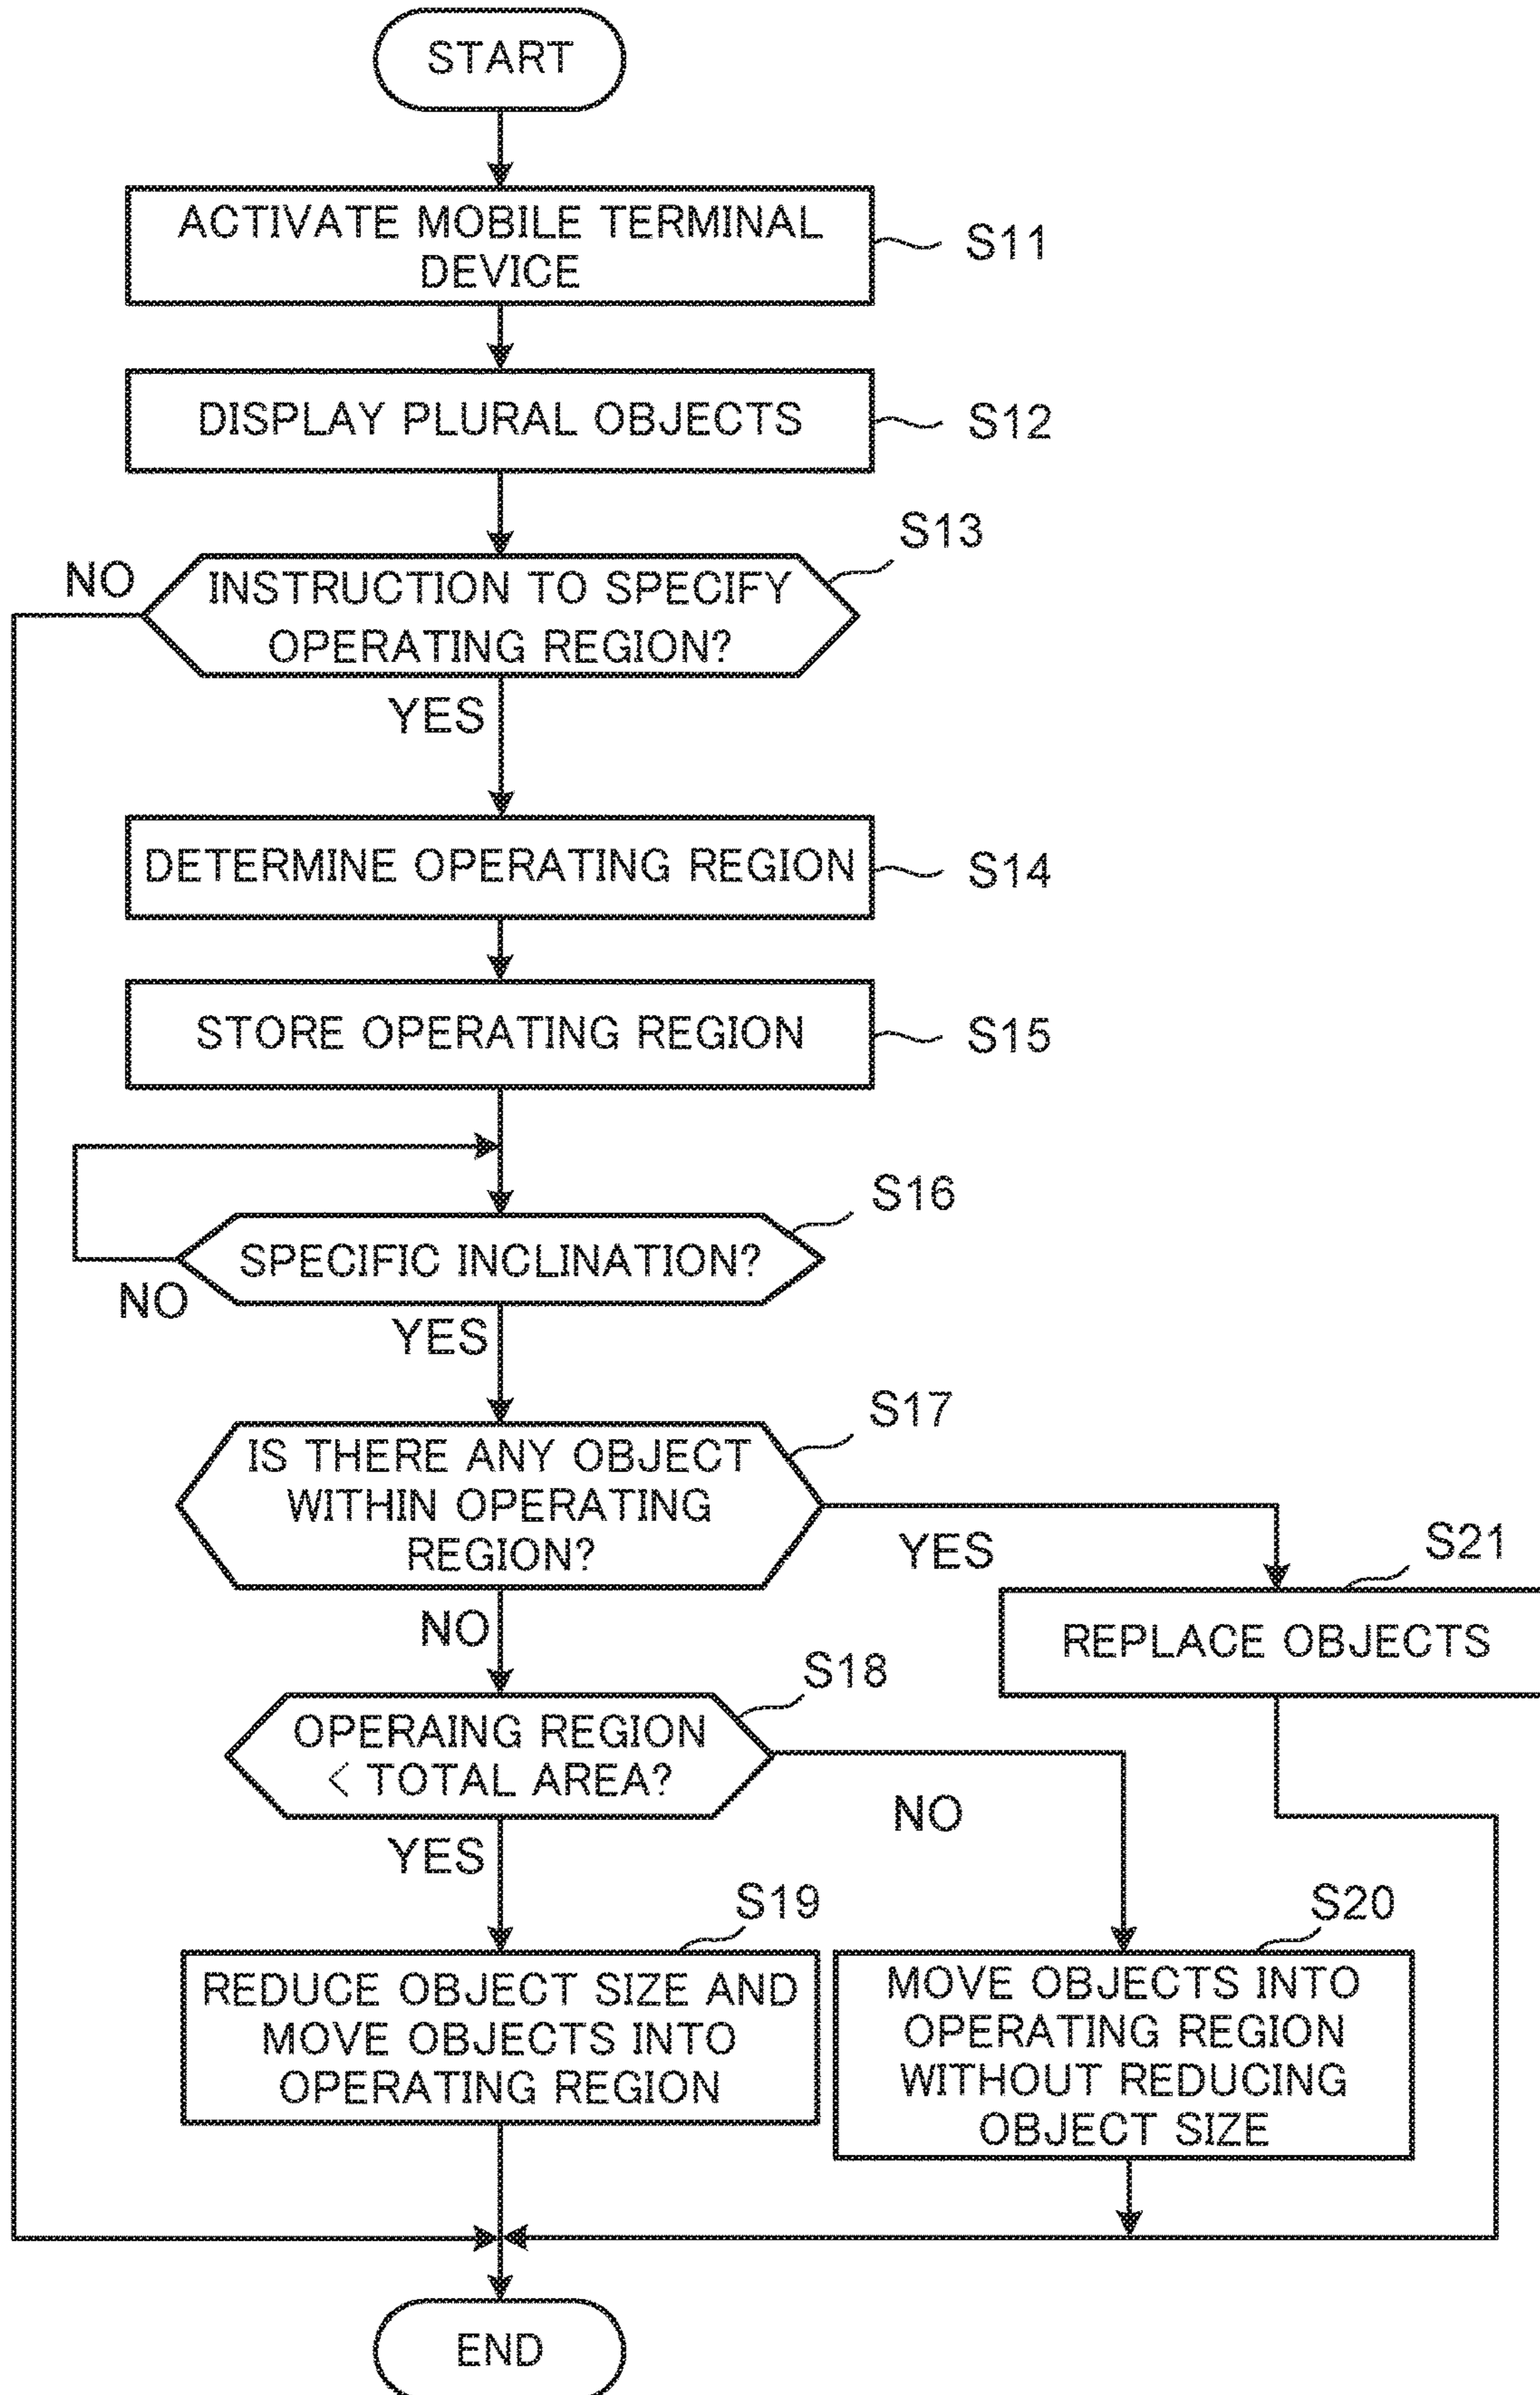 START
ACTIVATE MOBILE TERMINAL
DEVICE
S11
DISPLAY PLURAL OBJECTS
S12
S13
NO
INSTRUCTION TO SPECIFY
OPERATING REGION?
YES
DETERMINE OPERATING REGION
S14
STORE OPERATING REGION
S15
S16
SPECIFIC INCLINATION?
NO
YES
S17
IS THERE ANY OBJECT
WITHIN OPERATING
REGION?
YES
S21
REPLACE OBJECTS
NO
S18
OPERAING REGION
< TOTAL AREA?
NO
YES
S19
REDUCE OBJECT SIZE AND
MOVE OBJECTS INTO
OPERATING REGION
S20
MOVE OBJECTS INTO
OPERATING REGION
WITHOUT REDUCING
OBJECT SIZE
END